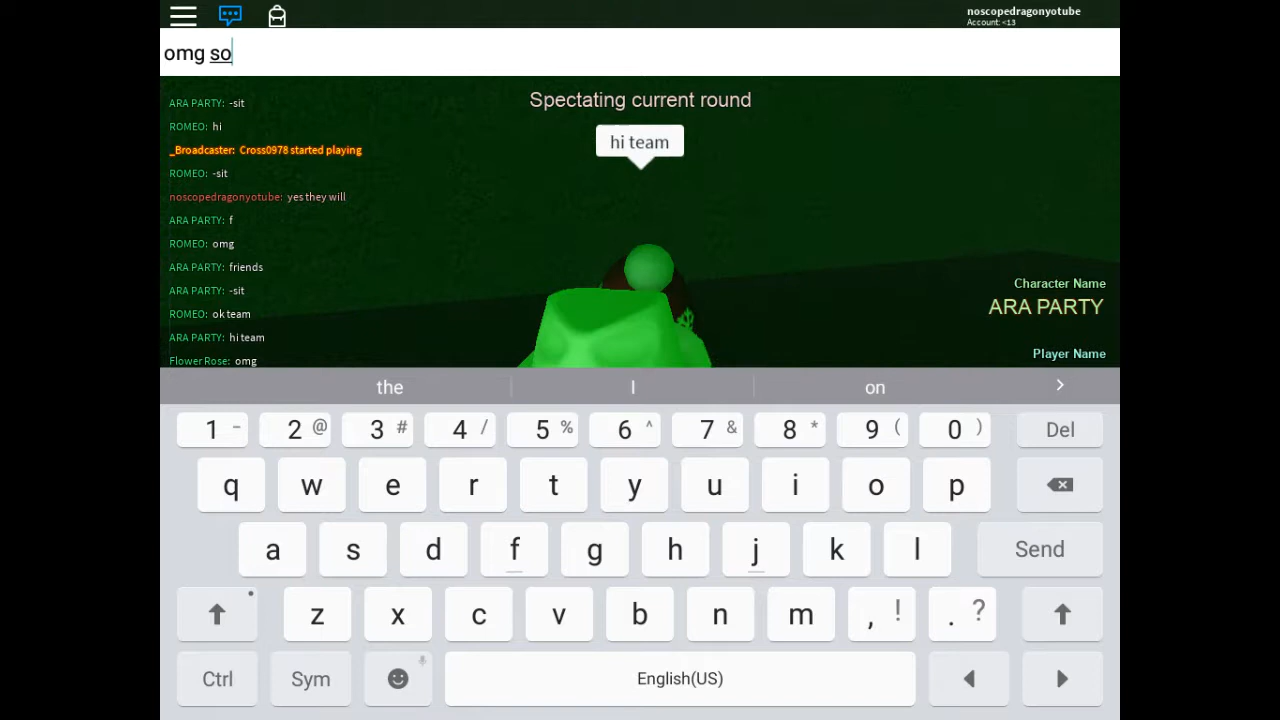 noscopedragonyotube
Account: <13
omg so
Spectating current round
hi team
ARA PARTY: -sit
ROMEO: hi
_Broadcaster: Cross0978 started playing
ROMEO: -sit
noscopedragonyotube: yes they will
ARA PARTY: f
ROMEO: omg
ARA PARTY: friends
ARA PARTY: -sit
ROMEO: ok team
ARA PARTY: hi team
Flower Rose: omg
Character Name
ARA PARTY
Player Name
the I on
1 - 2 @ 3 # 4 / 5 % 6 ^ 7 & 8 * 9 ( 0 ) Del
q w e r t y u i o p
a s d f g h j k l Send
z x c v b n m , ! . ?
Ctrl Sym English(US)